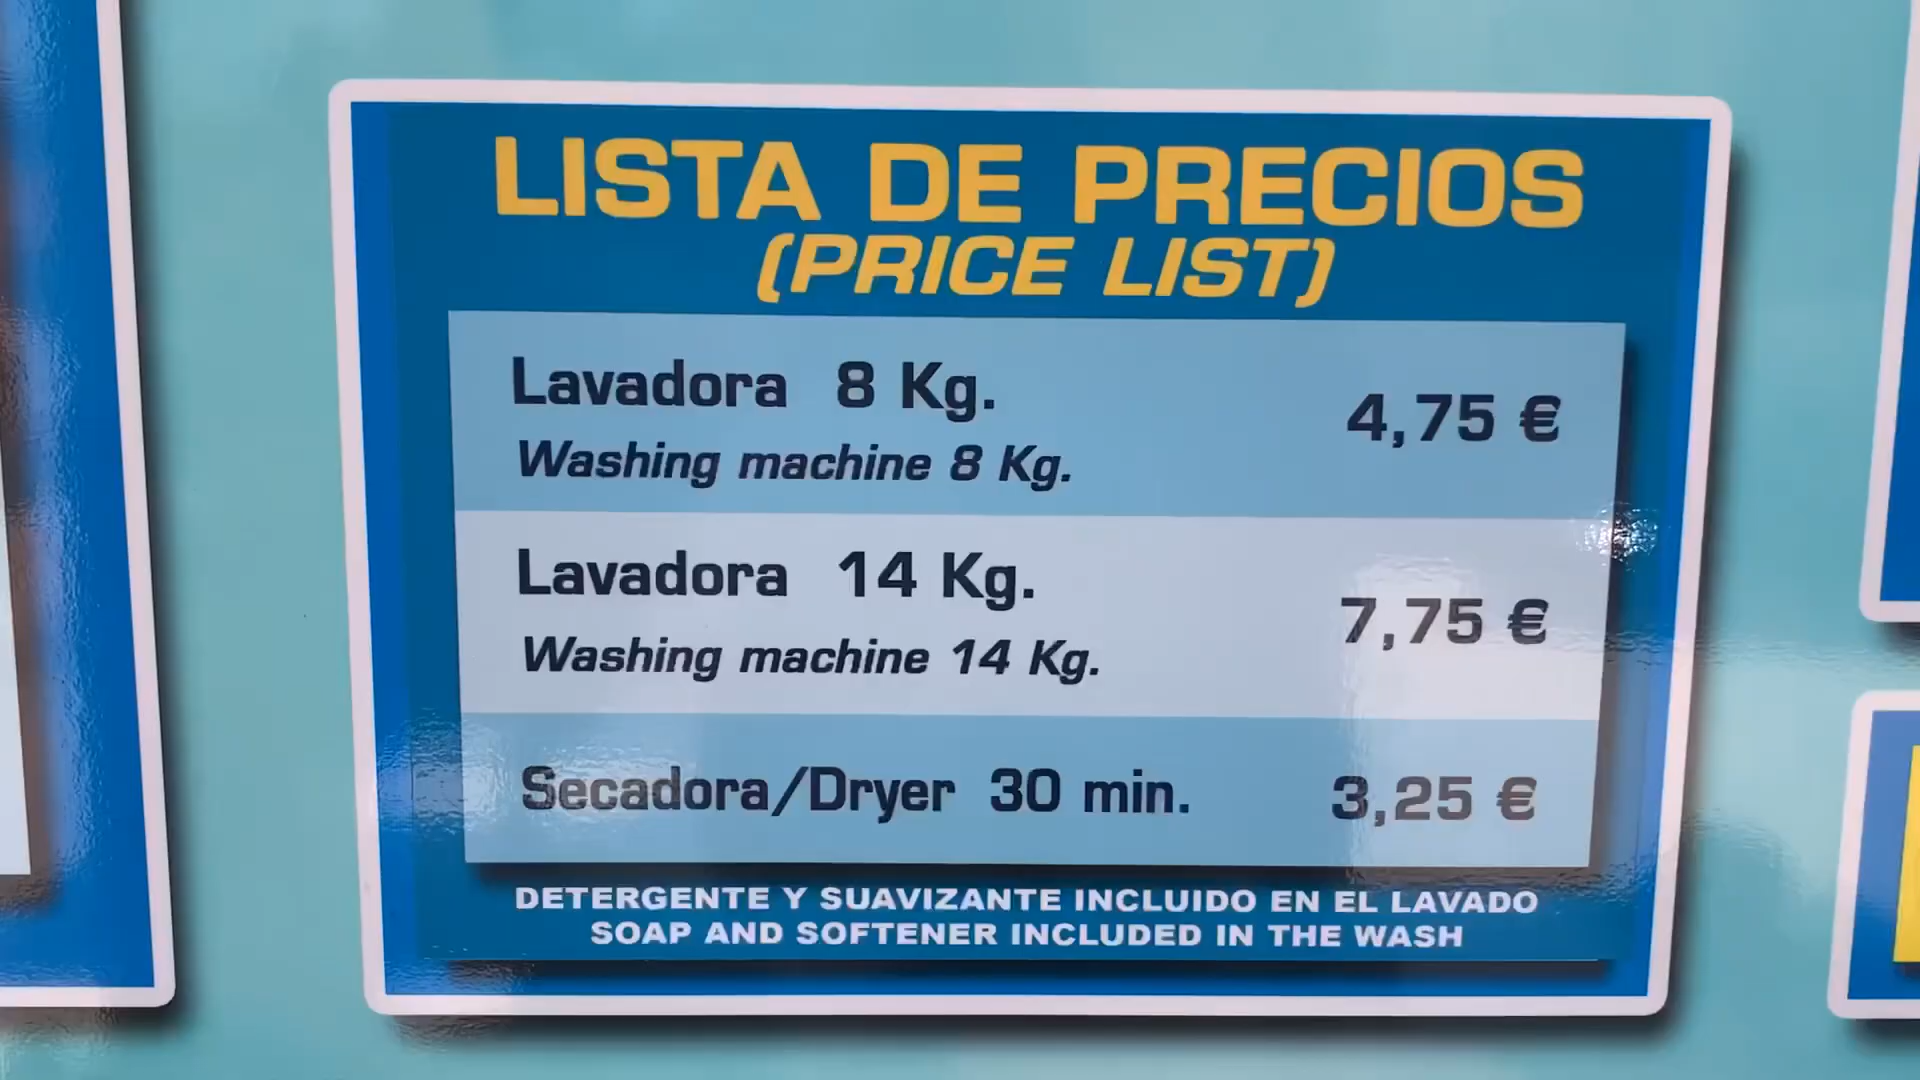 LISTA DE PRECIOS
(PRICE LIST)
Lavadora 8 Kg.
4,75 €
Washing machine 8 Kg.
Lavadora 14 Kg.
7,75 €
Washing machine 14 Kg.
Secadora/Dryer 30 min. 3,25 €
DETERGENTE Y SUAVIZANTE INCLUIDO EN EL LAVADO
SOAP AND SOFTENER INCLUDED IN THE WASH